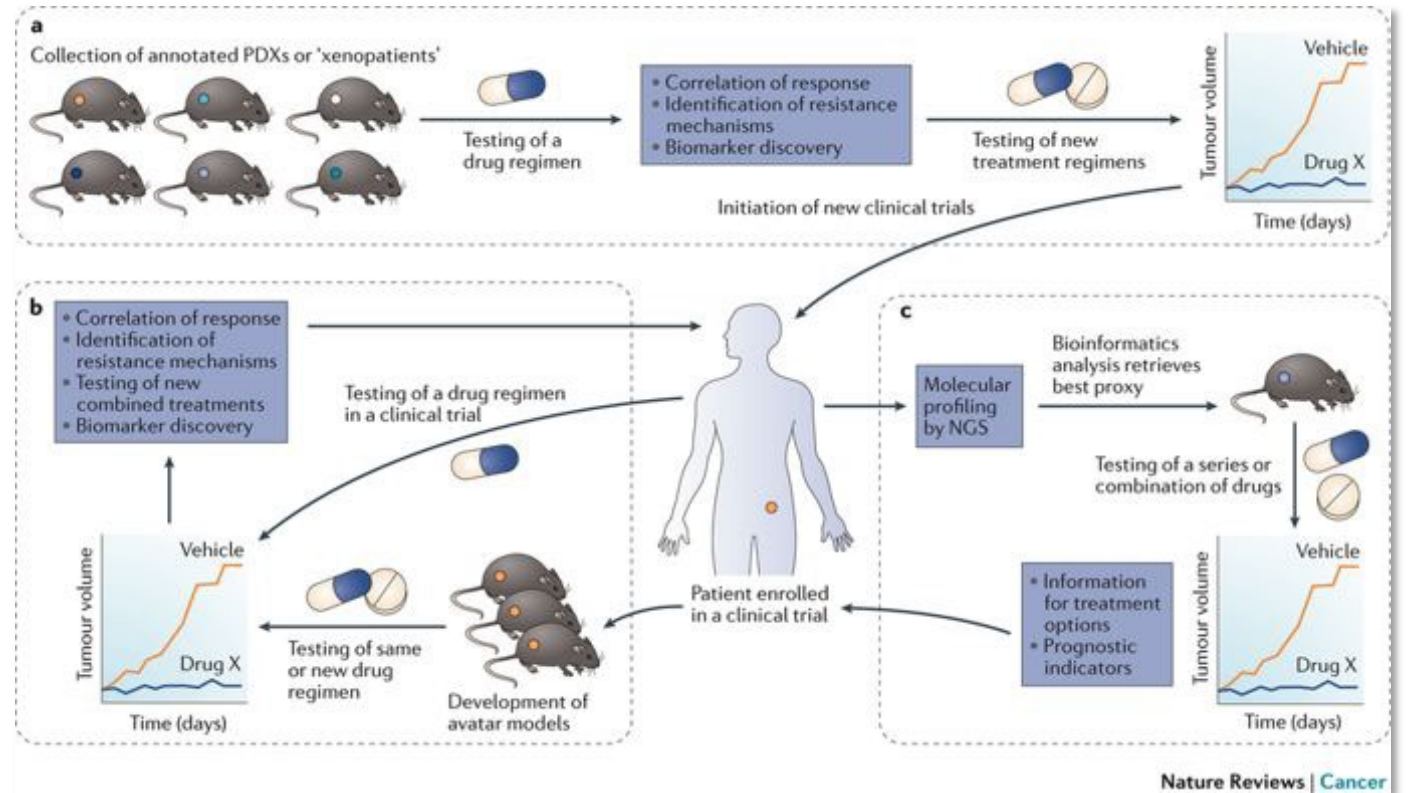 a
Collection of annotated PDXs or 'xenopatients'
Testing of a
drug regimen
• Correlation of response
• Identification of resistance
mechanisms
• Biomarker discovery
Testing of new
treatment regimens
Tumour volume
Vehicle
Drug X
Time (days)
Initiation of new clinical trials
b
• Correlation of response
• Identification of
resistance mechanisms
• Testing of new
combined treatments
• Biomarker discovery
Testing of a drug regimen
in a clinical trial
Tumour volume
Vehicle
Drug X
Time (days)
Testing of same
or new drug
regimen
Development of
avatar models
Patient enrolled
in a clinical trial
c
Molecular
profiling
by NGS
Bioinformatics
analysis retrieves
best proxy
Testing of a series or
combination of drugs
Tumour volume
Vehicle
Drug X
Time (days)
• Information
for treatment
options
• Prognostic
indicators
Nature Reviews | Cancer